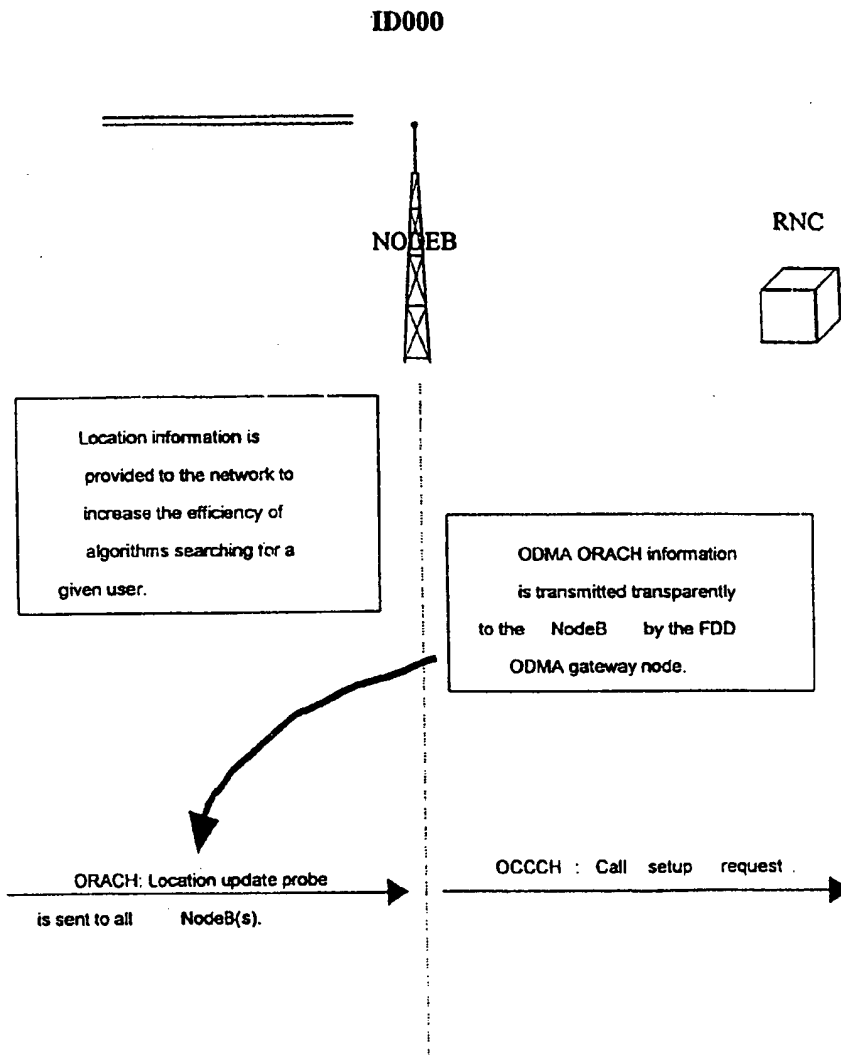 ID000
NODEB
RNC
Location information is
provided to the network to
increase the efficiency of
algorithms searching for a
given user.
ODMA ORACH information
is transmitted transparently
to the NodeB by the FDD
ODMA gateway node.
ORACH: Location update probe
is sent to all NodeB(s).
OCCCH : Call setup request